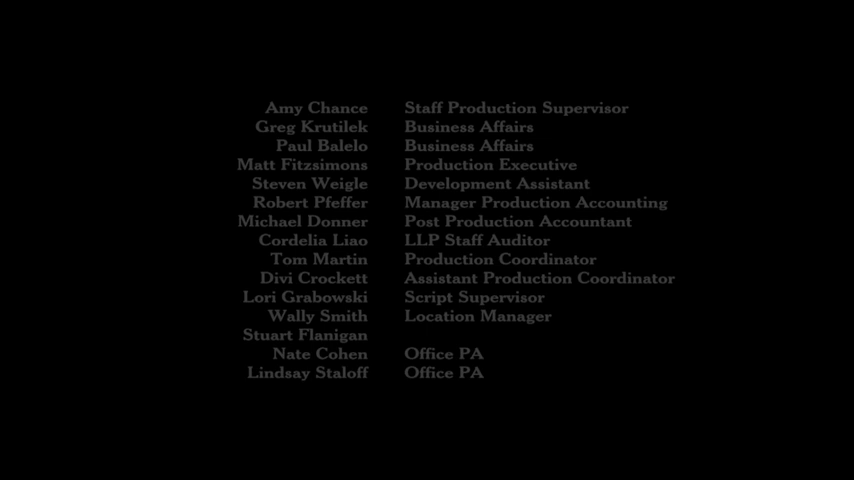 Amy Chance Staff Production Supervisor
Greg Krutilek Business Affairs
Paul Balelo Business Affairs
Matt Fitzsimons Production Executive
Steven Weigle Development Assistant
Robert Pfeffer Manager Production Accounting
Michael Donner Post Production Accountant
Cordelia Liao LLP Staff Auditor
Tom Martin Production Coordinator
Divi Crockett Assistant Production Coordinator
Lori Grabowski Script Supervisor
Wally Smith Location Manager
Stuart Flanigan
Nate Cohen Office PA
Lindsay Staloff Office PA